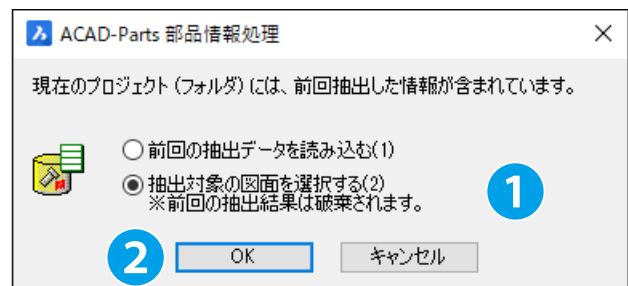 ACAD-Parts 部品情報処理
現在のプロジェクト（フォルダ）には、前回抽出した情報が含まれています。
前回の抽出データを読み込む(1)
抽出対象の図面を選択する(2)
※前回の抽出結果は破棄されます。
1
2
OK
キャンセル